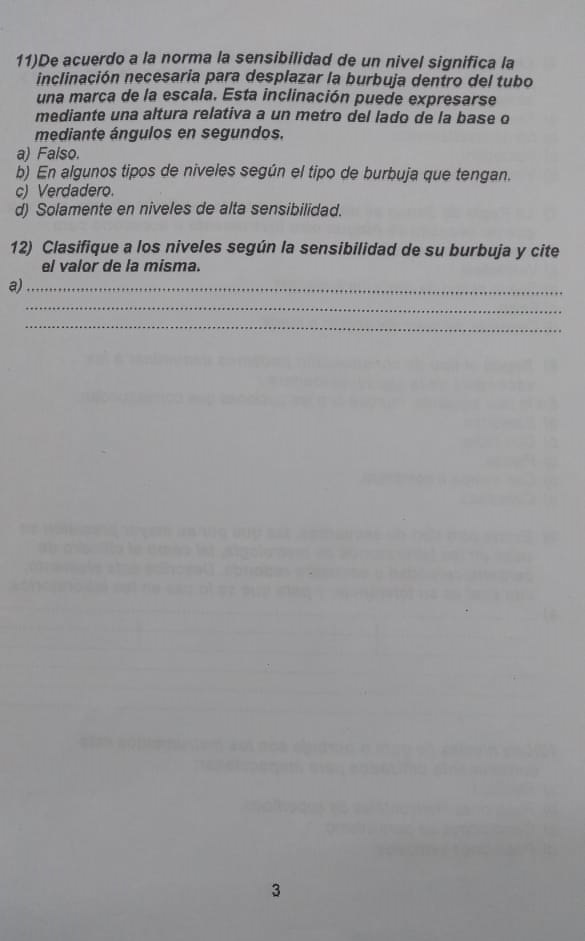 11)De acuerdo a la norma la sensibilidad de un nivel significa la
inclinación necesaria para desplazar la burbuja dentro del tubo
una marca de la escala. Esta inclinación puede expresarse
mediante una altura relativa a un metro del lado de la base o
mediante ángulos en segundos.
a) Falso.
b) En algunos tipos de niveles según el tipo de burbuja que tengan.
c) Verdadero.
d) Solamente en niveles de alta sensibilidad.
12) Clasifique a los niveles según la sensibilidad de su burbuja y cite
el valor de la misma.
a)
3